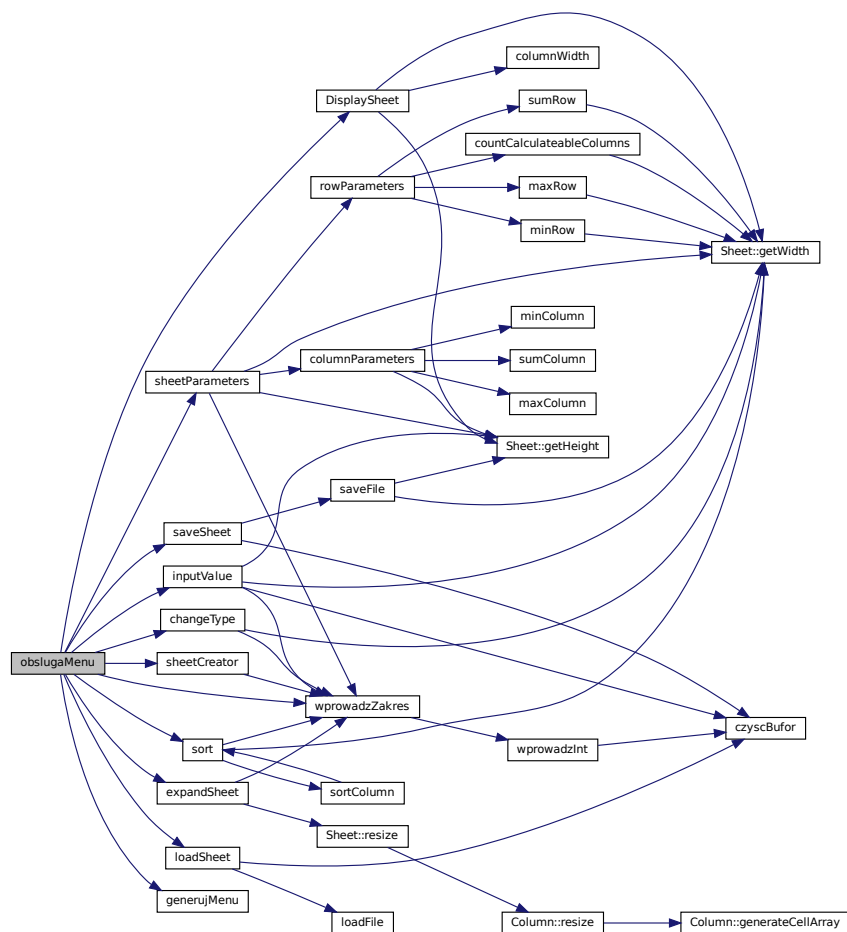 columnWidth
DisplaySheet
sumRow
countCalculateableColumns
rowParameters
maxRow
minRow
Sheet::getWidth
minColumn
columnParameters
sumColumn
sheetParameters
maxColumn
Sheet::getHeight
saveFile
saveSheet
inputValue
changeType
obslugaMenu
sheetCreator
wprowadzZakres
czyscBufor
sort
wprowadzInt
expandSheet
sortColumn
Sheet::resize
loadSheet
generujMenu
loadFile
Column::resize
Column::generateCellArray